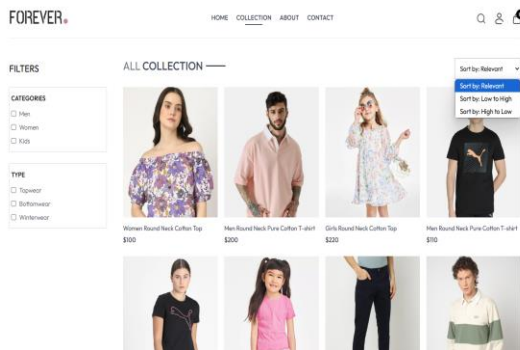 FOREVER.
HOME COLLECTION ABOUT CONTACT
FILTERS
ALL COLLECTION
Sort by: Relevant
Sort by: Relevant
Sort by: Low to High
Sort by: High to Low
CATEGORIES
Men
Women
Kids
TYPE
Topwear
Bottomwear
Winterwear
Women Round Neck Cotton Top
$100
Men Round Neck Pure Cotton T-shirt
$200
Girls Round Neck Cotton Top
$220
Men Round Neck Pure Cotton T-shirt
$110